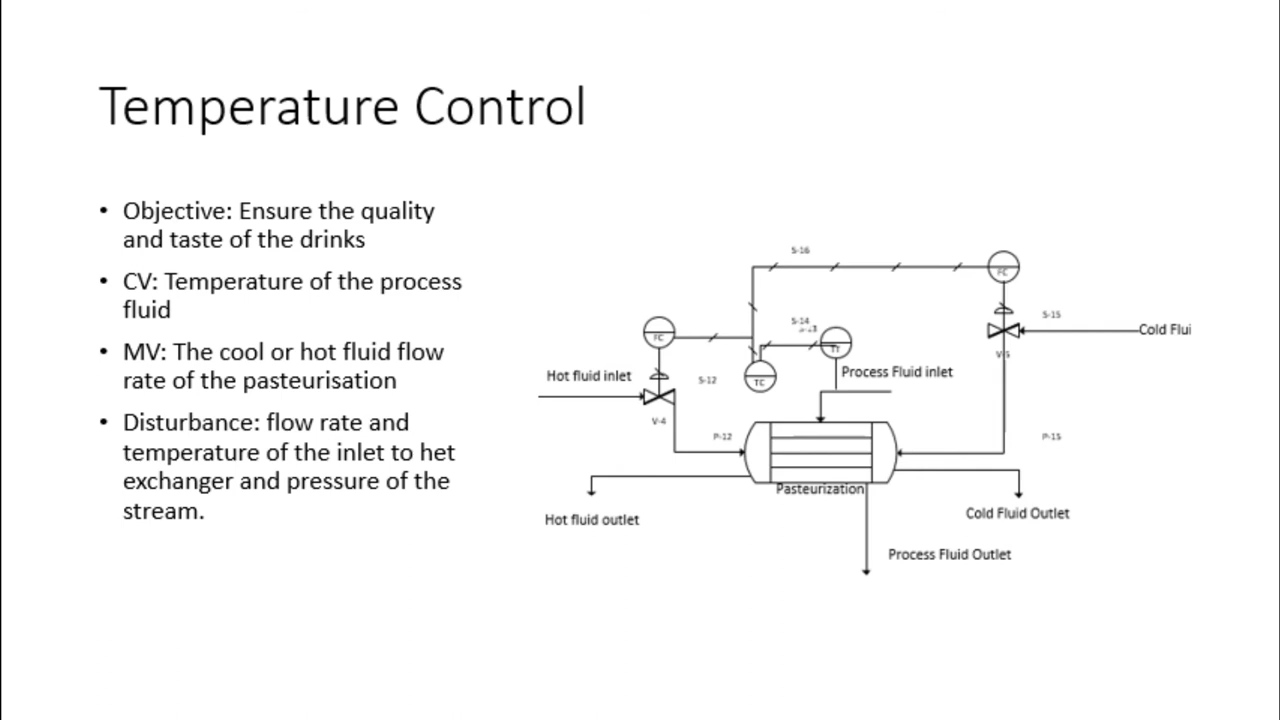 Temperature Control
• Objective: Ensure the quality
and taste of the drinks
• CV: Temperature of the process
fluid
• MV: The cool or hot fluid flow
rate of the pasteurisation
• Disturbance: flow rate and
temperature of the inlet to het
exchanger and pressure of the
stream.
S-16
FC
S-15
Cold Flui
S-14
FC
TT
V-5
Process Fluid inlet
Hot fluid inlet
S-12
TC
V-4
P-12
P-15
Pasteurization
Hot fluid outlet
Cold Fluid Outlet
Process Fluid Outlet